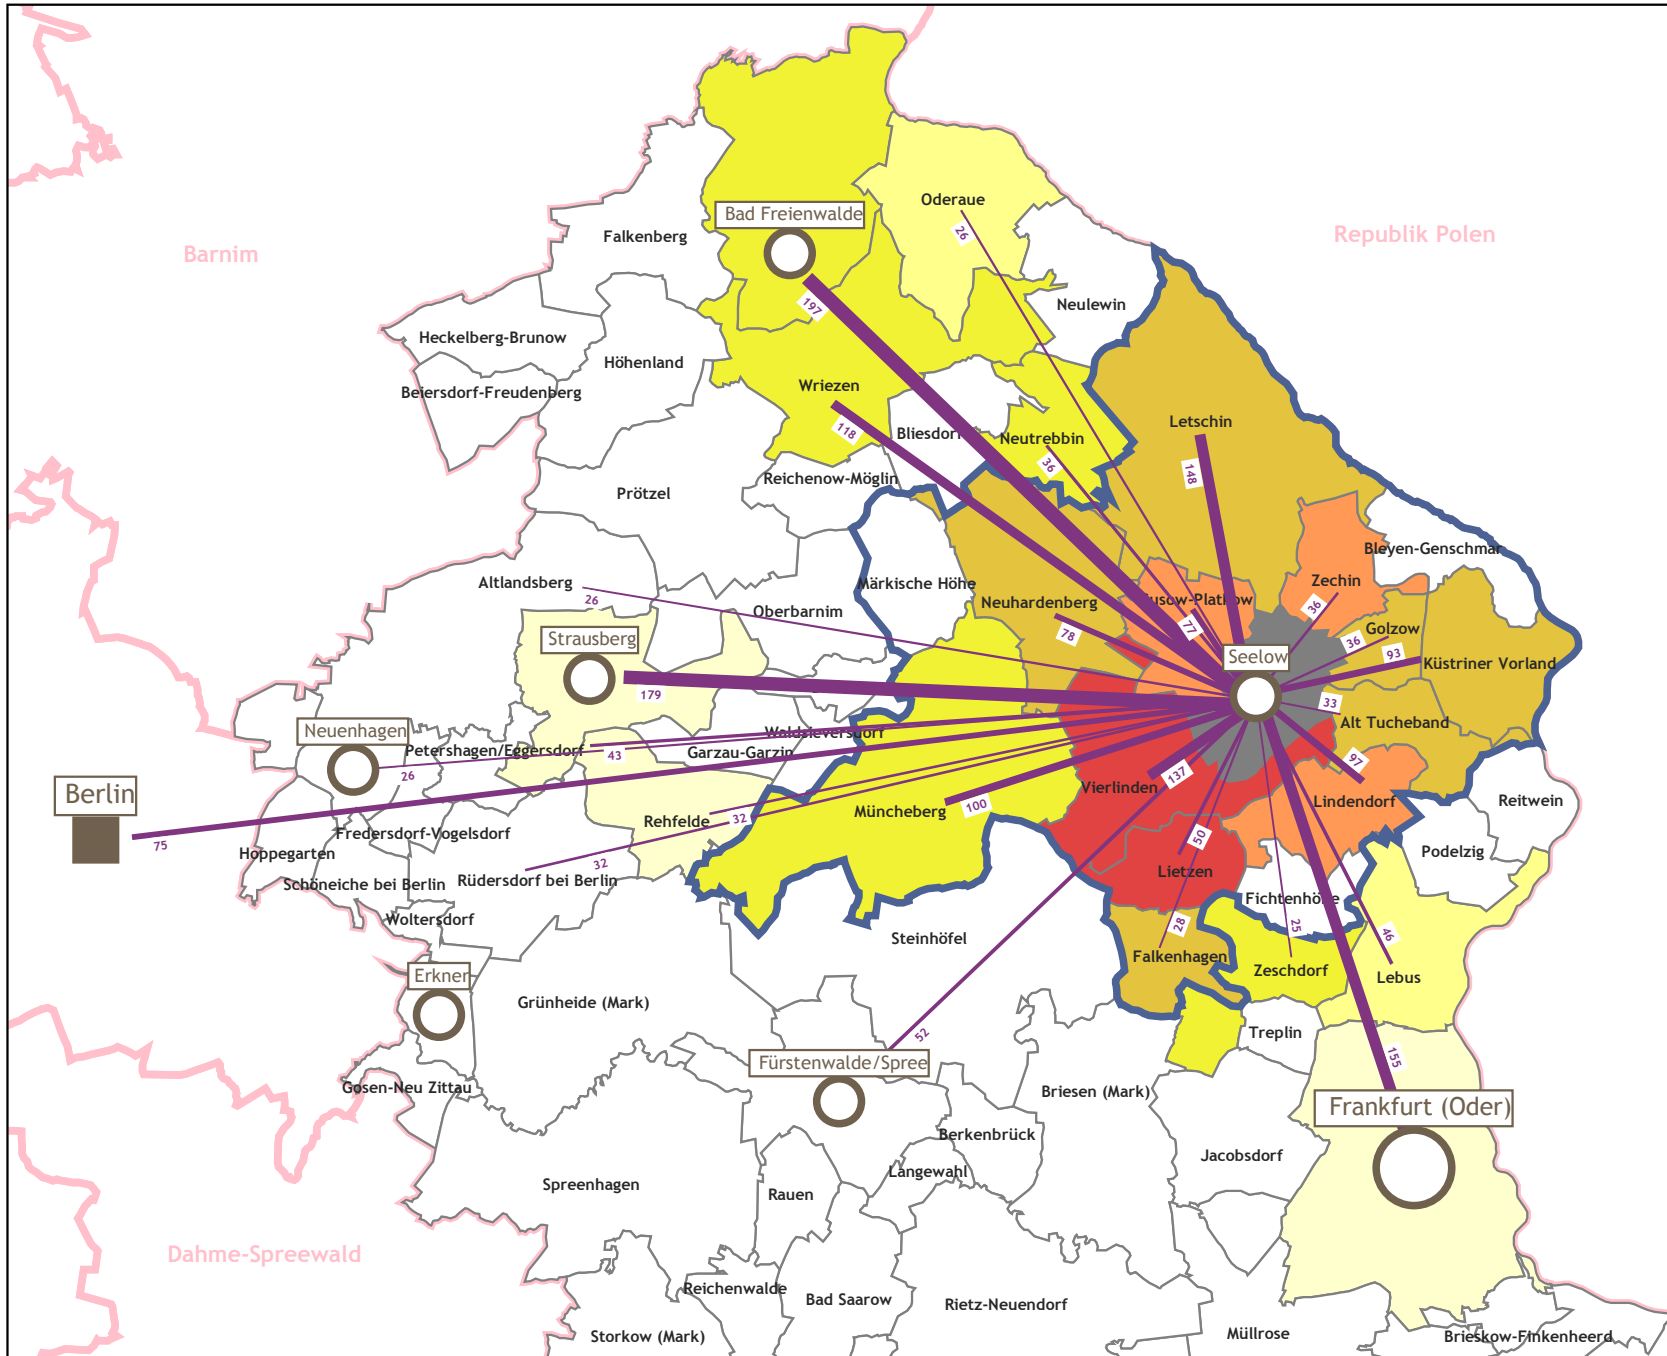 Oderaue
Bad Freienwalde
26
Falkenberg
Republik Polen
Barnim
197
Neulewin
Heckelberg-Brunow
Höhenland
Beiersdorf-Freudenberg
Wriezen
Letschin
118
Bliesdorf
Neutrebbin
36
148
Reichenow-Möglin
Prötzel
Bleyen-Genschmar
Altlandsberg
Märkische Höhe
Zechin
26
Oberbarnim
Neuhardenberg
usow-Platkow
36
77
Golzow
78
36
Strausberg
Seelow
93
Küstriner Vorland
179
33
Alt Tucheband
Neuenhagen
Waldsieversdorf
Petershagen/Eggersdorf
43
Garzau-Garzin
97
26
137
Berlin
Vierlinden
Lindendorf
Reitwein
100
Müncheberg
Rehfelde
32
Fredersdorf-Vogelsdorf
75
50
Hoppegarten
Podelzig
32
Lietzen
Schöneiche bei Berlin
Rüdersdorf bei Berlin
Fichtenhöhe
Woltersdorf
28
25
46
Steinhöfel
Falkenhagen
Zeschdorf
Lebus
Erkner
Grünheide (Mark)
52
Treplin
155
Fürstenwalde/Spree
Gosen-Neu Zittau
Briesen (Mark)
Frankfurt (Oder)
Berkenbrück
Jacobsdorf
Langewahl
Spreenhagen
Rauen
Dahme-Spreewald
Reichenwalde
Bad Saarow
Rietz-Neuendorf
Storkow (Mark)
Müllrose
Brieskow-Finkenheerd